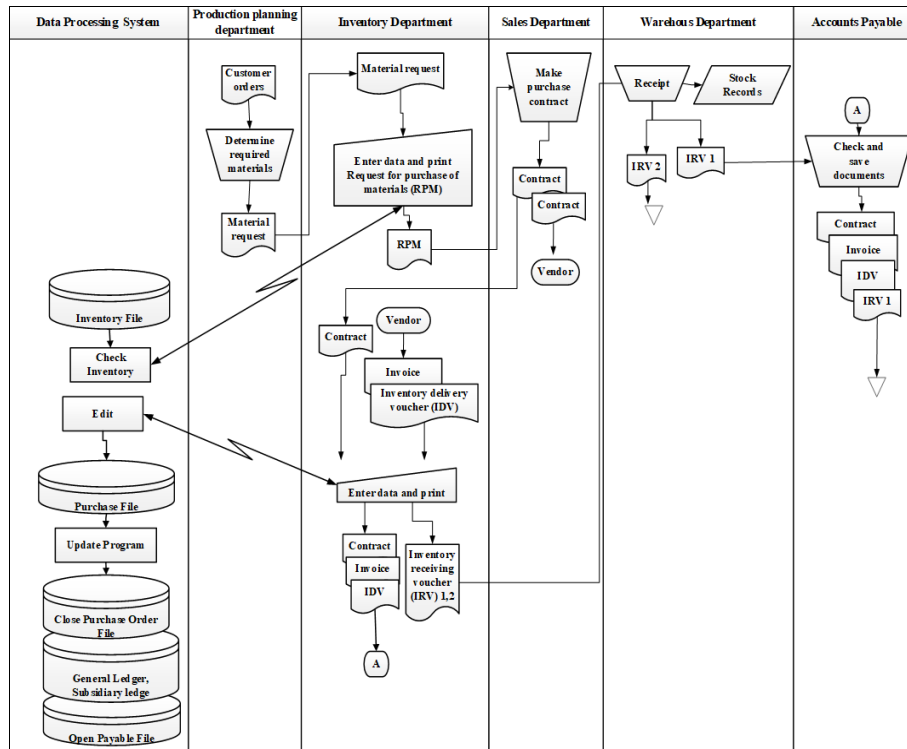 Data Processing System
Production planning
department
Inventory Department
Sales Department
Warehous Department
Accounts Payable
Customer
orders
Determine
required
materials
Material
request
Material request
Enter data and print
Request for purchase of
materials (RPM)
RPM
Make
purchase
contract
Contract
Contract
Vendor
Receipt
Stock
Records
IRV 2
IRV 1
A
Check and
save
documents
Contract
Invoice
IDV
IRV 1
Inventory File
Check
Inventory
Edit
Purchase File
Update Program
Close Purchase Order
File
General Ledger,
Subsidiary ledge
Open Payable File
Contract
Vendor
Invoice
Inventory delivery
voucher (IDV)
Enter data and print
Contract
Invoice
IDV
A
Inventory
receiving
voucher
(IRV) 1,2